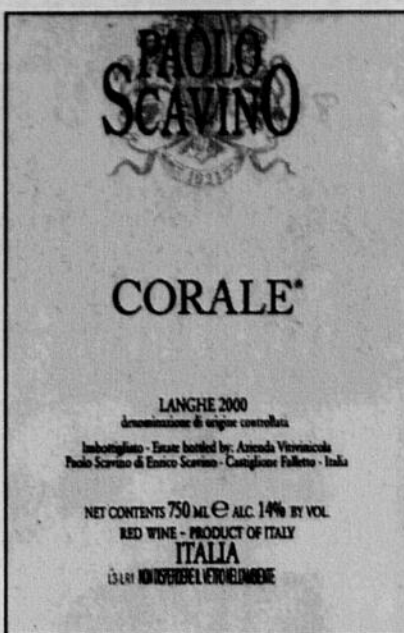 PAOLO
SCAVINO
1921
CORALE*
LANGHE 2000
denominazione di origine controllata
Imbottigliato - Estate bottled by: Azienda Vitivinicola
Paolo Scavino di Enrico Scavino - Castiglione Falletto - Italia
NET CONTENTS 750 ML ℮ ALC. 14% BY VOL.
RED WINE - PRODUCT OF ITALY
ITALIA
NON DISPERDERE IL VETRO NELL'AMBIENTE